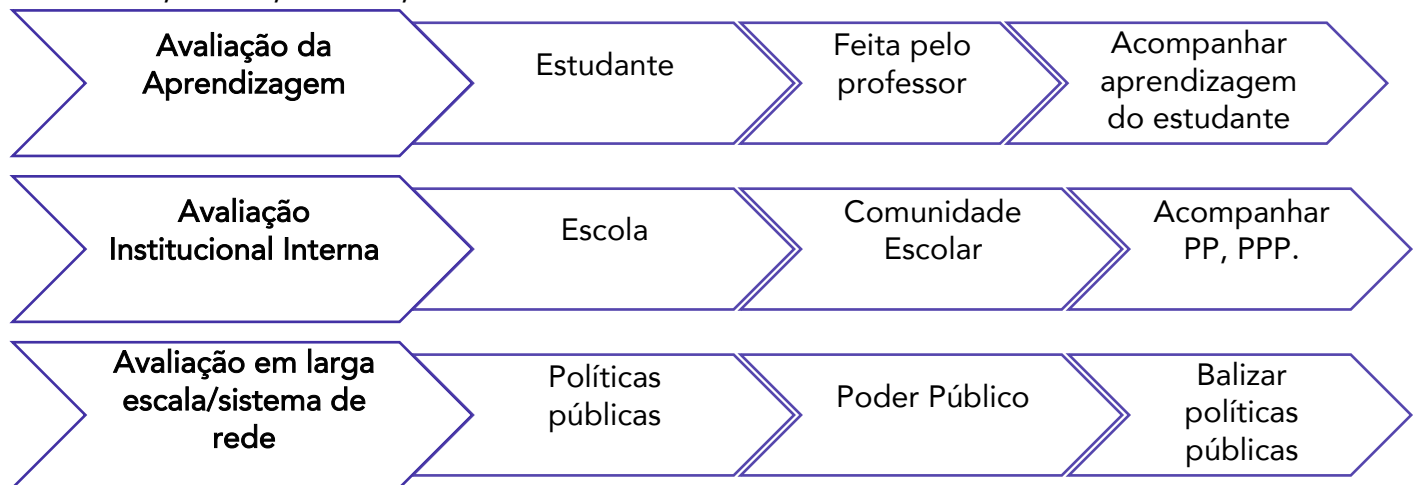 Avaliação da
Aprendizagem
Estudante
Feita pelo
professor
Acompanhar
aprendizagem
do estudante
Avaliação
Institucional Interna
Escola
Comunidade
Escolar
Acompanhar
PP, PPP.
Avaliação em larga
escala/sistema de
rede
Políticas
públicas
Poder Público
Balizar
políticas
públicas